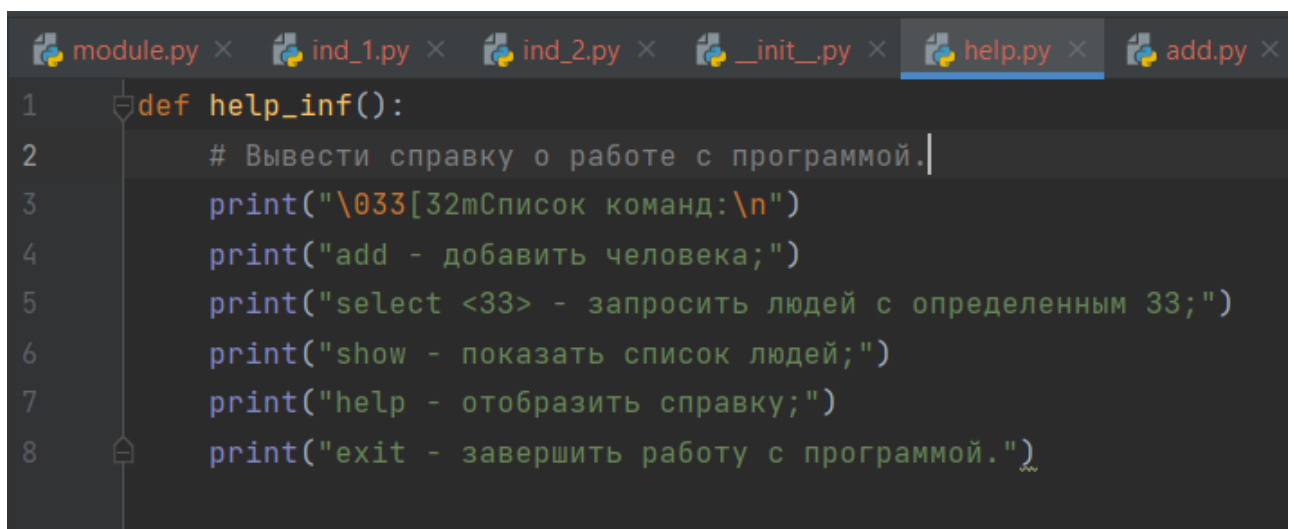 module.py × ind_1.py × ind_2.py × __init__.py × help.py × add.py ×
1 def help_inf():
2 # Вывести справку о работе с программой.
3 print("\033[32mСписок команд:\n")
4 print("add - добавить человека;")
5 print("select <ЗЗ> - запросить людей с определенным ЗЗ;")
6 print("show - показать список людей;")
7 print("help - отобразить справку;")
8 print("exit - завершить работу с программой.")